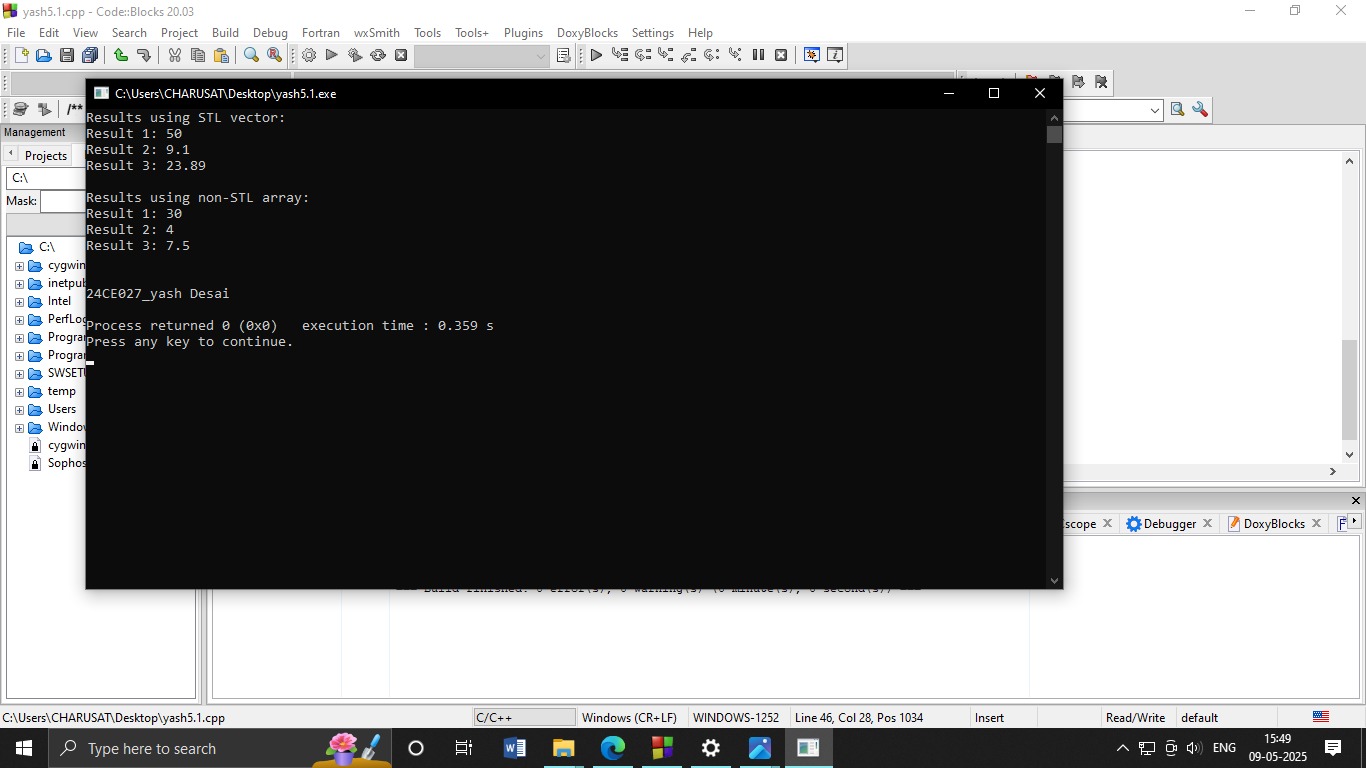 yash5.1.cpp - Code::Blocks 20.03
File Edit View Search Project Build Debug Fortran wxSmith Tools Tools+ Plugins DoxyBlocks Settings Help
/**
C:\Users\CHARUSAT\Desktop\yash5.1.exe
Management
Projects
C:\
Mask:
C:\
cygwin
inetpub
Intel
PerfLog
Progra
Progra
SWSETU
temp
Users
Window
cygwin
Sophos
Results using STL vector:
Result 1: 50
Result 2: 9.1
Result 3: 23.89
Results using non-STL array:
Result 1: 30
Result 2: 4
Result 3: 7.5
24CE027_yash Desai
Process returned 0 (0x0)   execution time : 0.359 s
Press any key to continue.
Cscope Debugger DoxyBlocks F
=== Build finished: 0 error(s), 0 warning(s) (0 minute(s), 0 second(s)) ===
C:\Users\CHARUSAT\Desktop\yash5.1.cpp C/C++ Windows (CR+LF) WINDOWS-1252 Line 46, Col 28, Pos 1034 Insert Read/Write default
Type here to search
ENG
15:49
09-05-2025